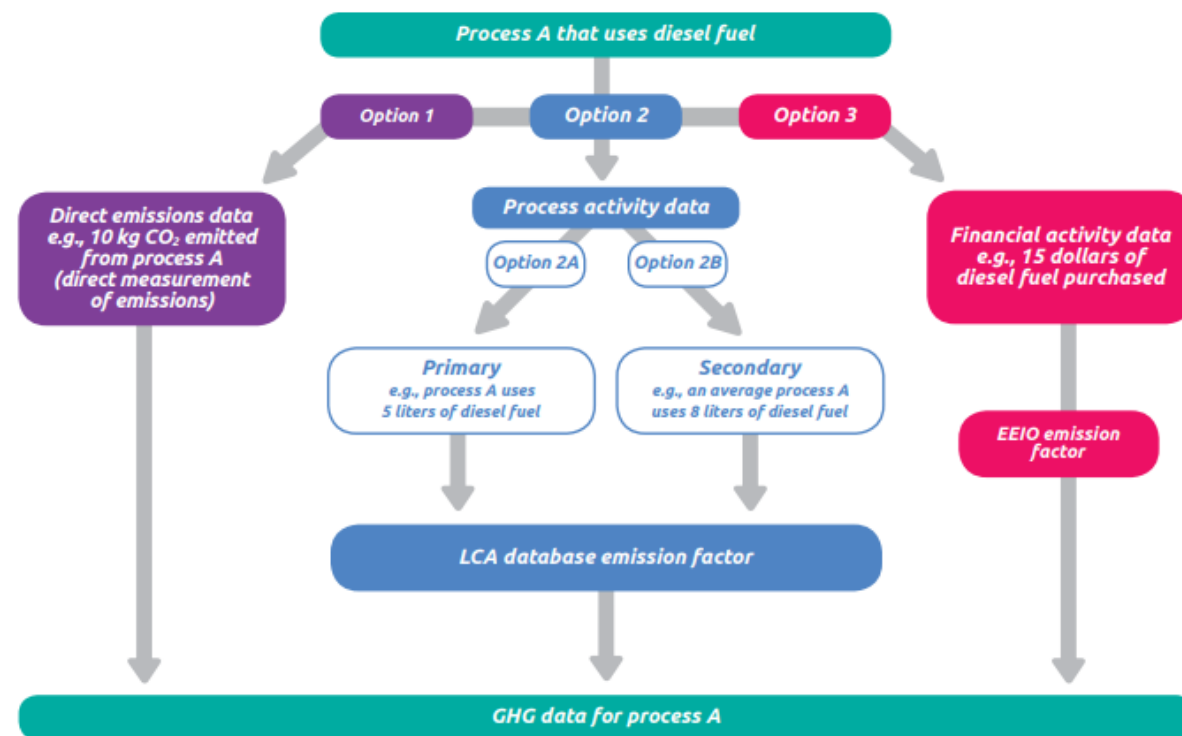 Process A that uses diesel fuel
Option 1
Option 2
Option 3
Direct emissions data
e.g., 10 kg CO₂ emitted
from process A
(direct measurement
of emissions)
Process activity data
Financial activity data
e.g., 15 dollars of
diesel fuel purchased
Option 2A
Option 2B
Primary
e.g., process A uses
5 liters of diesel fuel
Secondary
e.g., an average process A
uses 8 liters of diesel fuel
EEIO emission
factor
LCA database emission factor
GHG data for process A